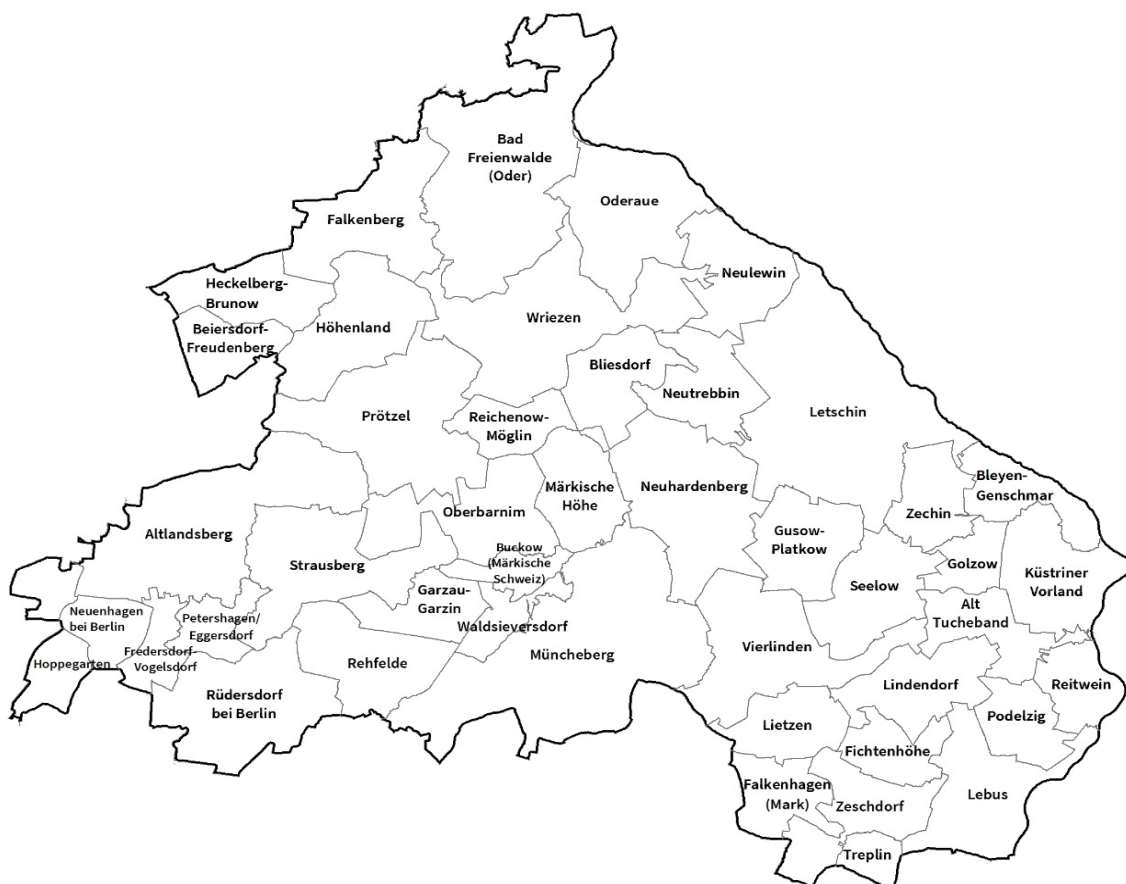 Bad
Freienwalde
(Oder)
Oderaue
Falkenberg
Neulewin
Heckelberg-
Brunow
Wriezen
Höhenland
Beiersdorf-
Freudenberg
Bliesdorf
Neutrebbin
Letschin
Prötzel
Reichenow-
Möglin
Bleyen-
Genschmar
Märkische
Höhe
Neuhardenberg
Zechin
Oberbarnim
Altlandsberg
Gusow-
Platkow
Buckow
(Märkische
Schweiz)
Strausberg
Golzow
Küstriner
Vorland
Seelow
Garzau-
Garzin
Alt
Tucheband
Neuenhagen
bei Berlin
Petershagen/
Eggersdorf
Waldsieversdorf
Vierlinden
Fredersdorf-
Vogelsdorf
Müncheberg
Hoppegarten
Rehfelde
Lindendorf
Reitwein
Rüdersdorf
bei Berlin
Podelzig
Lietzen
Fichtenhöhe
Falkenhagen
(Mark)
Lebus
Zeschdorf
Treplin